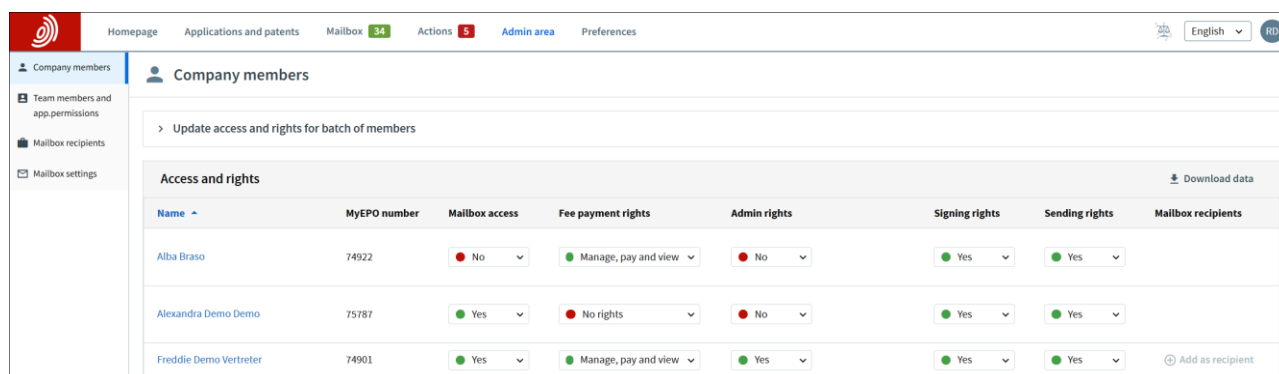 Homepage Applications and patents Mailbox 34 Actions 5 Admin area Preferences English RD
Company members
Team members and
app.permissions
Mailbox recipients
Mailbox settings
Company members
Update access and rights for batch of members
Access and rights Download data
Name MyEPO number Mailbox access Fee payment rights Admin rights Signing rights Sending rights Mailbox recipients
Alba Braso 74922 No Manage, pay and view No Yes Yes
Alexandra Demo Demo 75787 Yes No rights No Yes Yes
Freddie Demo Vertreter 74901 Yes Manage, pay and view Yes Yes Yes Add as recipient